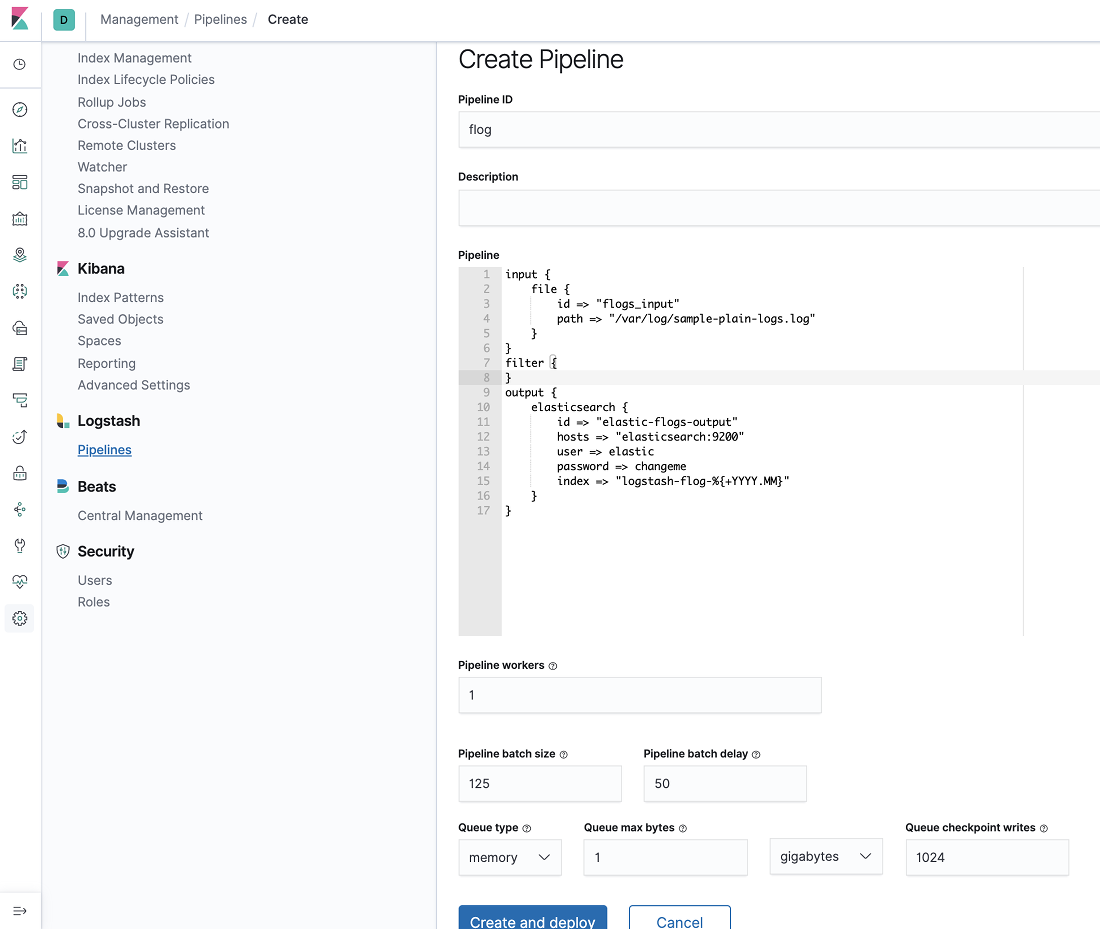 D Management / Pipelines / Create
Index Management
Index Lifecycle Policies
Rollup Jobs
Cross-Cluster Replication
Remote Clusters
Watcher
Snapshot and Restore
License Management
8.0 Upgrade Assistant
Kibana
Index Patterns
Saved Objects
Spaces
Reporting
Advanced Settings
Logstash
Pipelines
Beats
Central Management
Security
Users
Roles
Create Pipeline
Pipeline ID
flog
Description
Pipeline
1 input {
2     file {
3         id => "flogs_input"
4         path => "/var/log/sample-plain-logs.log"
5     }
6 }
7 filter {
8 }
9 output {
10     elasticsearch {
11         id => "elastic-flogs-output"
12         hosts => "elasticsearch:9200"
13         user => elastic
14         password => changeme
15         index => "logstash-flog-%{+YYYY.MM}"
16     }
17 }
Pipeline workers
1
Pipeline batch size Pipeline batch delay
125 50
Queue type Queue max bytes Queue checkpoint writes
memory 1 gigabytes 1024
Create and deploy Cancel